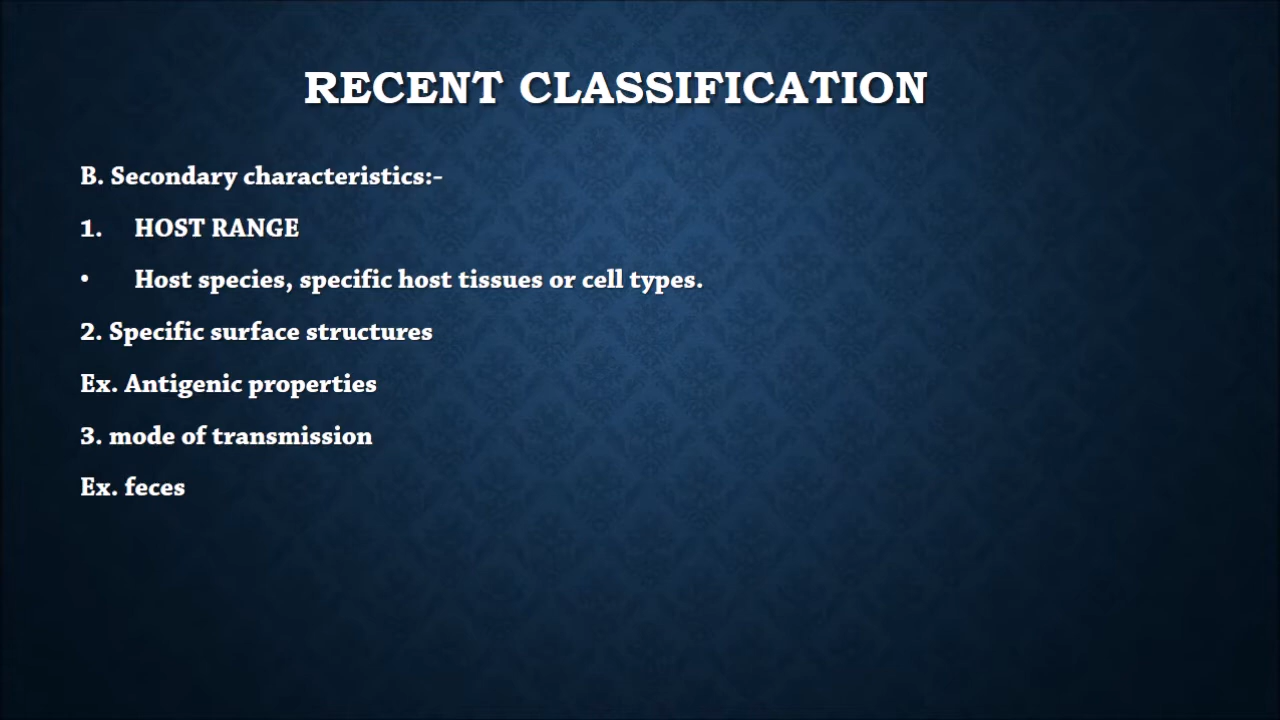 RECENT CLASSIFICATION
B. Secondary characteristics:-
1. HOST RANGE
• Host species, specific host tissues or cell types.
2. Specific surface structures
Ex. Antigenic properties
3. mode of transmission
Ex. feces